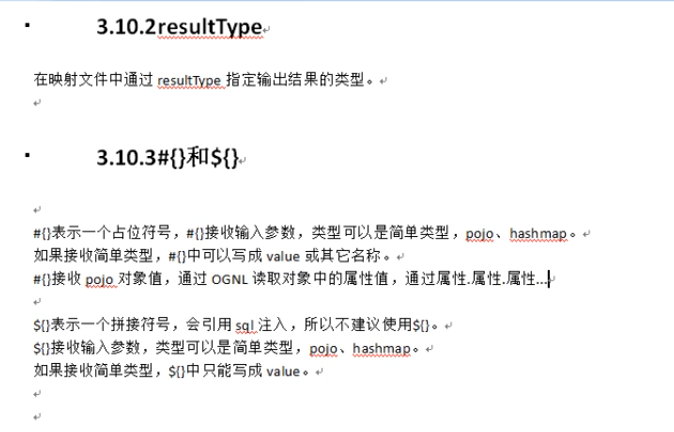 3.10.2resultType
在映射文件中通过 resultType 指定输出结果的类型。
3.10.3#{}和${}
#{}表示一个占位符号，#{}接收输入参数，类型可以是简单类型，pojo、hashmap。
如果接收简单类型，#{}中可以写成 value 或其它名称。
#{}接收 pojo 对象值，通过 OGNL 读取对象中的属性值，通过属性.属性.属性...
${}表示一个拼接符号，会引用 sql 注入，所以不建议使用${}。
${}接收输入参数，类型可以是简单类型，pojo、hashmap。
如果接收简单类型，${}中只能写成 value。